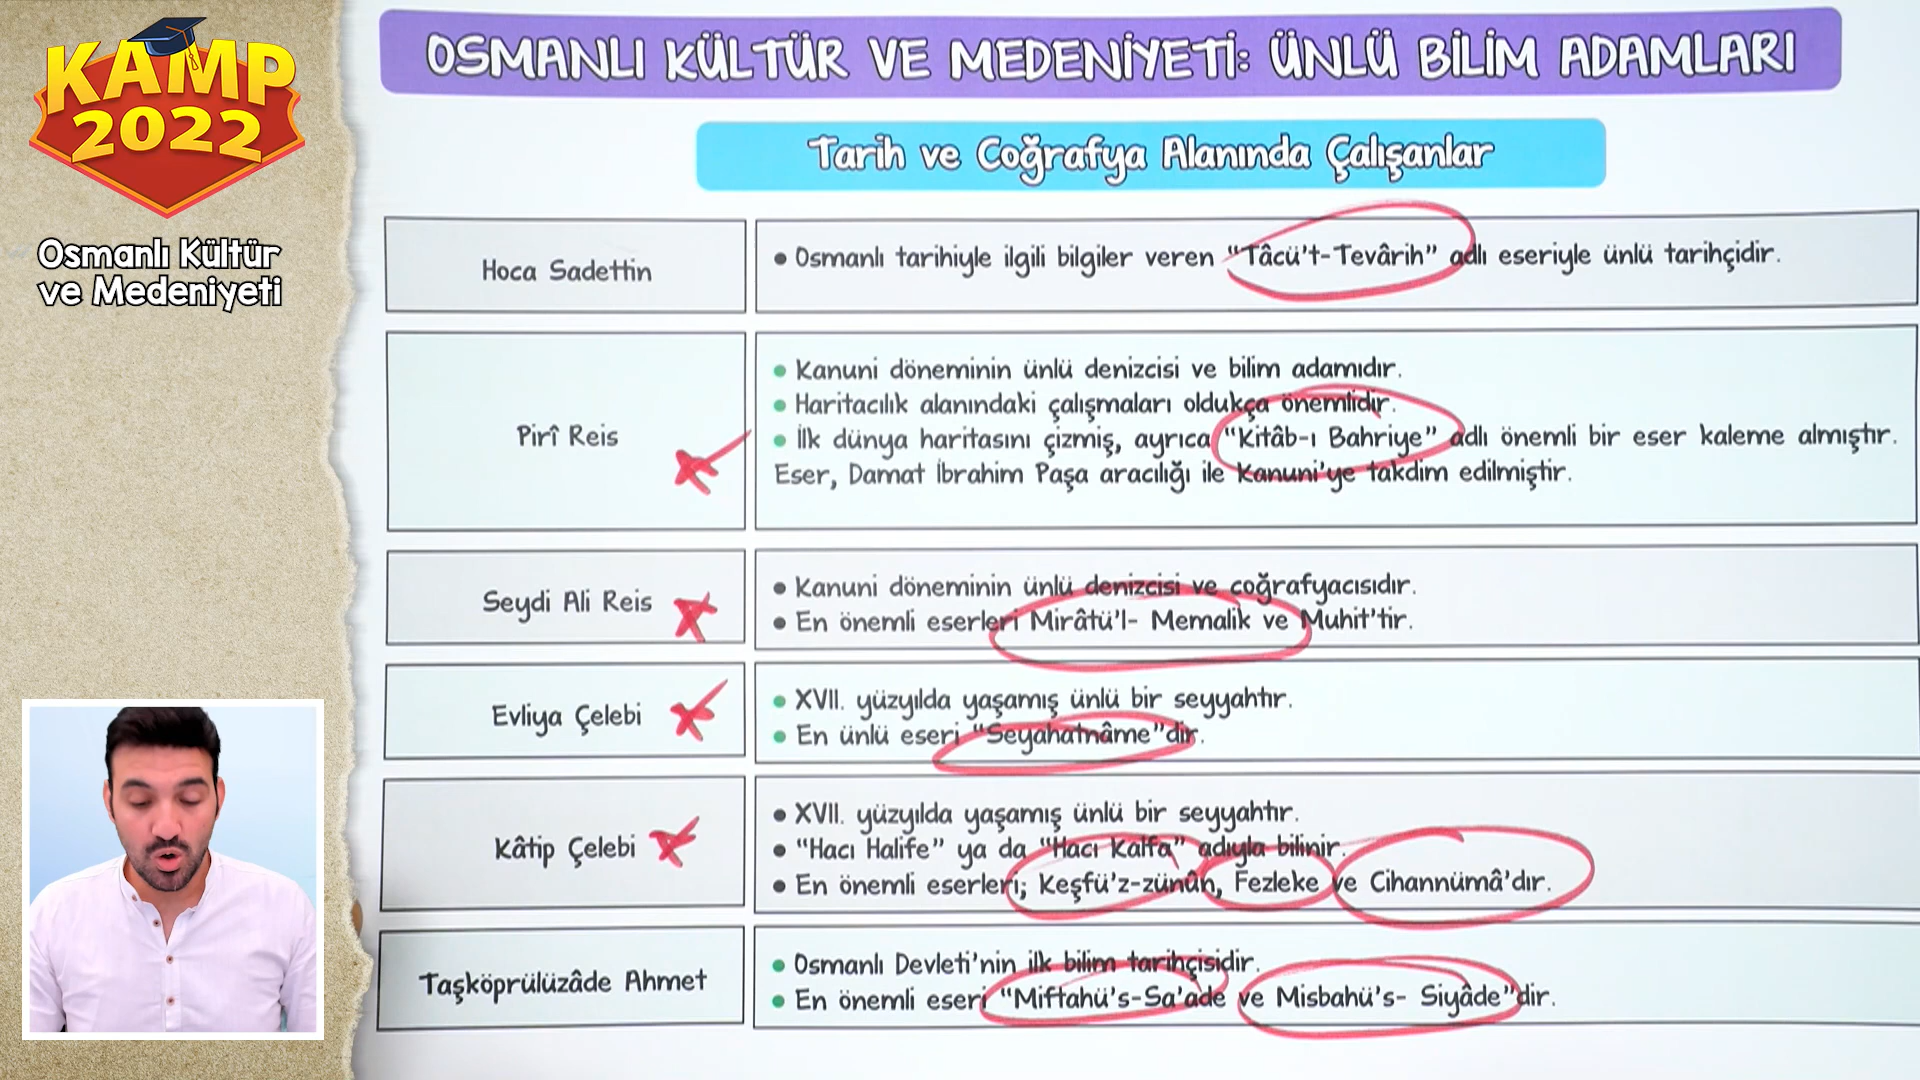 KAMP
2022
Osmanlı Kültür
ve Medeniyeti
OSMANLI KÜLTÜR VE MEDENİYETİ: ÜNLÜ BİLİM ADAMLARI
Tarih ve Coğrafya Alanında Çalışanlar
Hoca Sadettin
• Osmanlı tarihiyle ilgili bilgiler veren “Tâcü’t-Tevârih” adlı eseriyle ünlü tarihçidir.
Pirî Reis
• Kanuni döneminin ünlü denizcisi ve bilim adamıdır.
• Haritacılık alanındaki çalışmaları oldukça önemlidir.
• İlk dünya haritasını çizmiş, ayrıca “Kitâb-ı Bahriye” adlı önemli bir eser kaleme almıştır.
Eser, Damat İbrahim Paşa aracılığı ile Kanuni’ye takdim edilmiştir.
Seydi Ali Reis
• Kanuni döneminin ünlü denizcisi ve coğrafyacısıdır.
• En önemli eserleri Mirâtü’l- Memalik ve Muhit’tir.
Evliya Çelebi
• XVII. yüzyılda yaşamış ünlü bir seyyahtır.
• En ünlü eseri “Seyahatnâme”dir.
Kâtip Çelebi
• XVII. yüzyılda yaşamış ünlü bir seyyahtır.
• “Hacı Halife” ya da “Hacı Kalfa” adıyla bilinir.
• En önemli eserleri; Keşfü’z-zünûn, Fezleke ve Cihannümâ’dır.
Taşköprülüzâde Ahmet
• Osmanlı Devleti’nin ilk bilim tarihçisidir.
• En önemli eseri “Miftahü’s-Sa’ade ve Misbahü’s- Siyâde”dir.